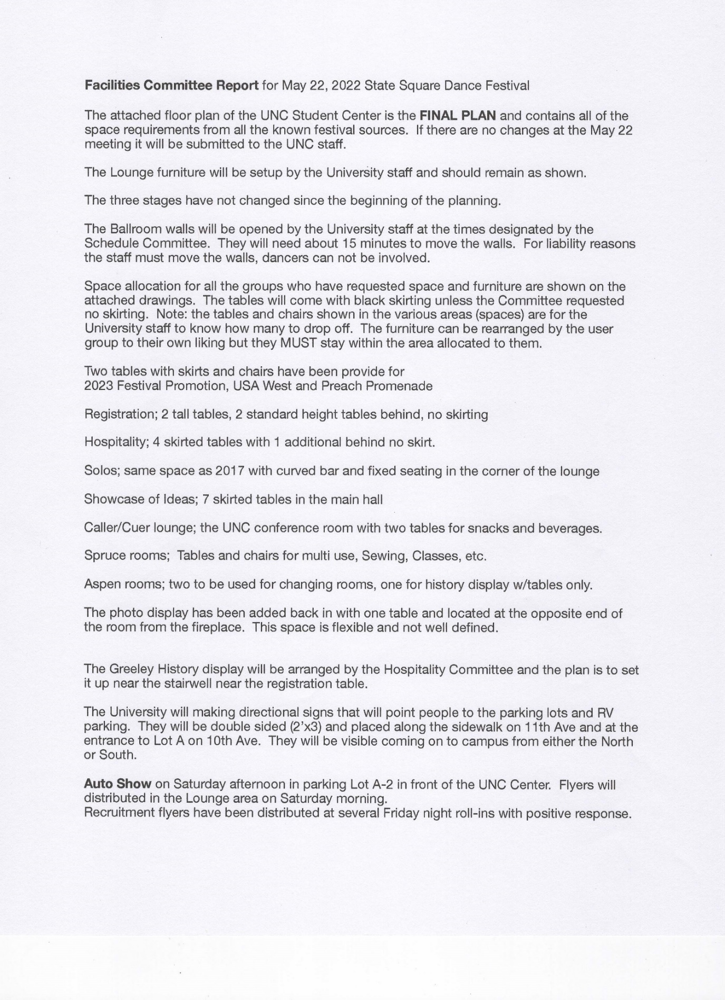 Facilities Committee Report for May 22, 2022 State Square Dance Festival
The attached floor plan of the UNC Student Center is the FINAL PLAN and contains all of the
space requirements from all the known festival sources.  If there are no changes at the May 22
meeting it will be submitted to the UNC staff.
The Lounge furniture will be setup by the University staff and should remain as shown.
The three stages have not changed since the beginning of the planning.
The Ballroom walls will be opened by the University staff at the times designated by the
Schedule Committee.  They will need about 15 minutes to move the walls.  For liability reasons
the staff must move the walls, dancers can not be involved.
Space allocation for all the groups who have requested space and furniture are shown on the
attached drawings.  The tables will come with black skirting unless the Committee requested
no skirting.  Note: the tables and chairs shown in the various areas (spaces) are for the
University staff to know how many to drop off.  The furniture can be rearranged by the user
group to their own liking but they MUST stay within the area allocated to them.
Two tables with skirts and chairs have been provide for
2023 Festival Promotion, USA West and Preach Promenade
Registration; 2 tall tables, 2 standard height tables behind, no skirting
Hospitality; 4 skirted tables with 1 additional behind no skirt.
Solos; same space as 2017 with curved bar and fixed seating in the corner of the lounge
Showcase of Ideas; 7 skirted tables in the main hall
Caller/Cuer lounge; the UNC conference room with two tables for snacks and beverages.
Spruce rooms;  Tables and chairs for multi use, Sewing, Classes, etc.
Aspen rooms; two to be used for changing rooms, one for history display w/tables only.
The photo display has been added back in with one table and located at the opposite end of
the room from the fireplace.  This space is flexible and not well defined.
The Greeley History display will be arranged by the Hospitality Committee and the plan is to set
it up near the stairwell near the registration table.
The University will making directional signs that will point people to the parking lots and RV
parking.  They will be double sided (2'x3) and placed along the sidewalk on 11th Ave and at the
entrance to Lot A on 10th Ave.  They will be visible coming on to campus from either the North
or South.
Auto Show on Saturday afternoon in parking Lot A-2 in front of the UNC Center.  Flyers will
distributed in the Lounge area on Saturday morning.
Recruitment flyers have been distributed at several Friday night roll-ins with positive response.